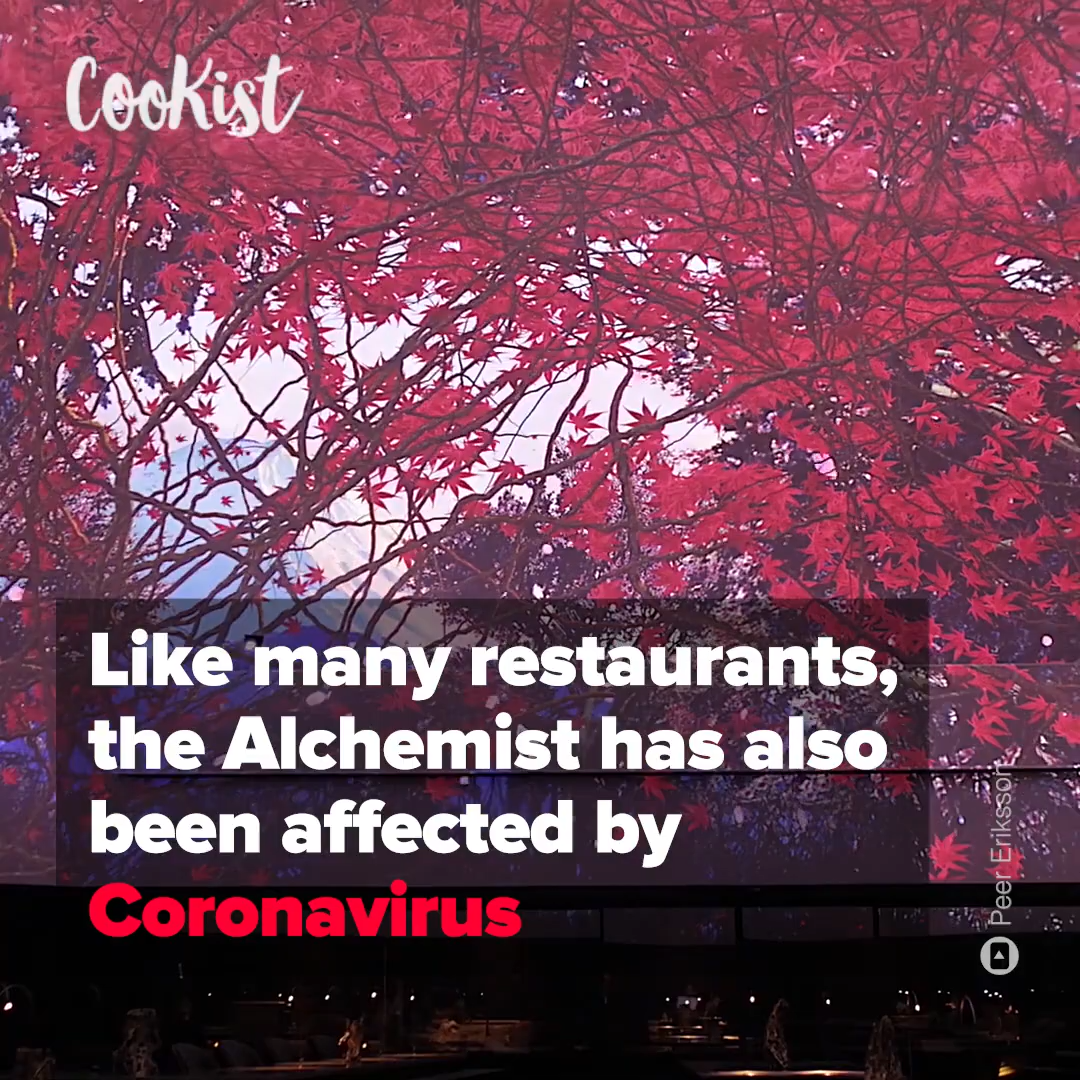 CooKist
Like many restaurants,
the Alchemist has also
been affected by
Coronavirus
Peer Eriksson